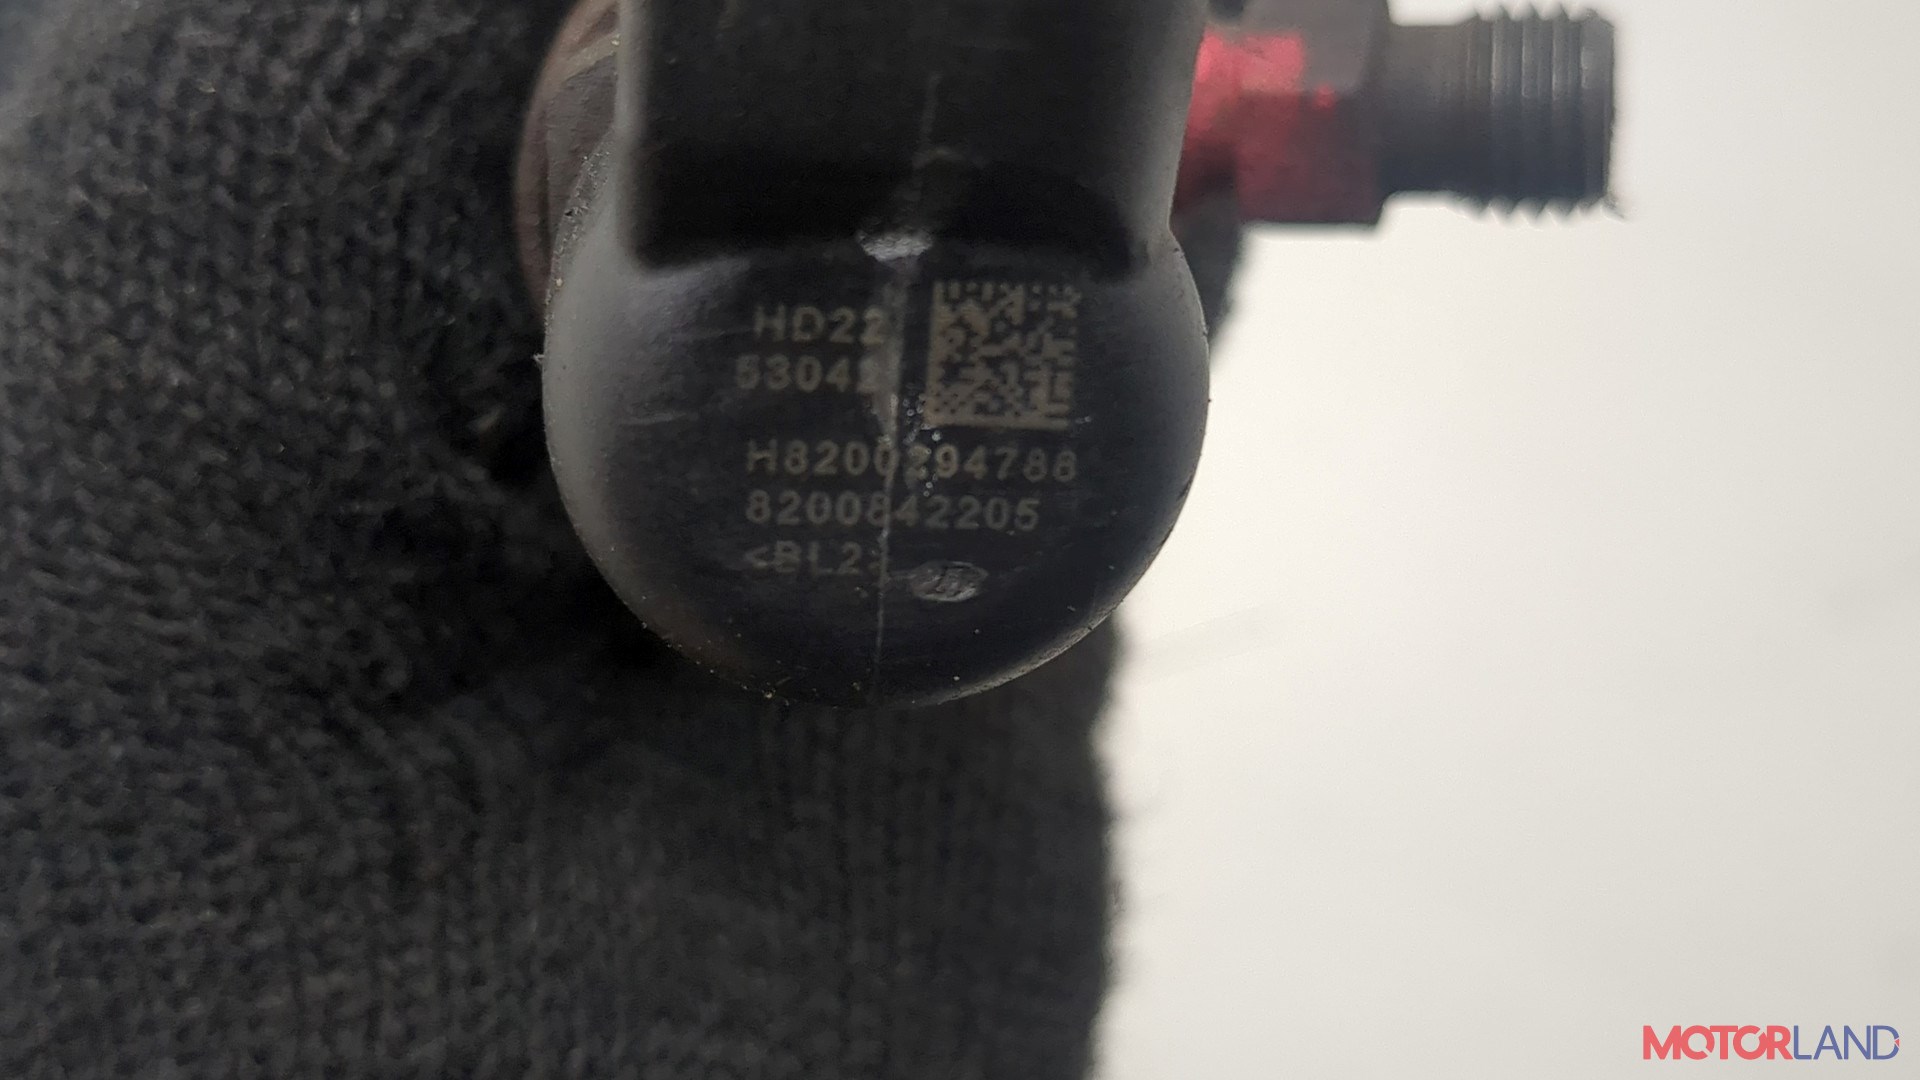 HD22
53042
H8200294788
8200842205
<BL2>
MOTORLAND